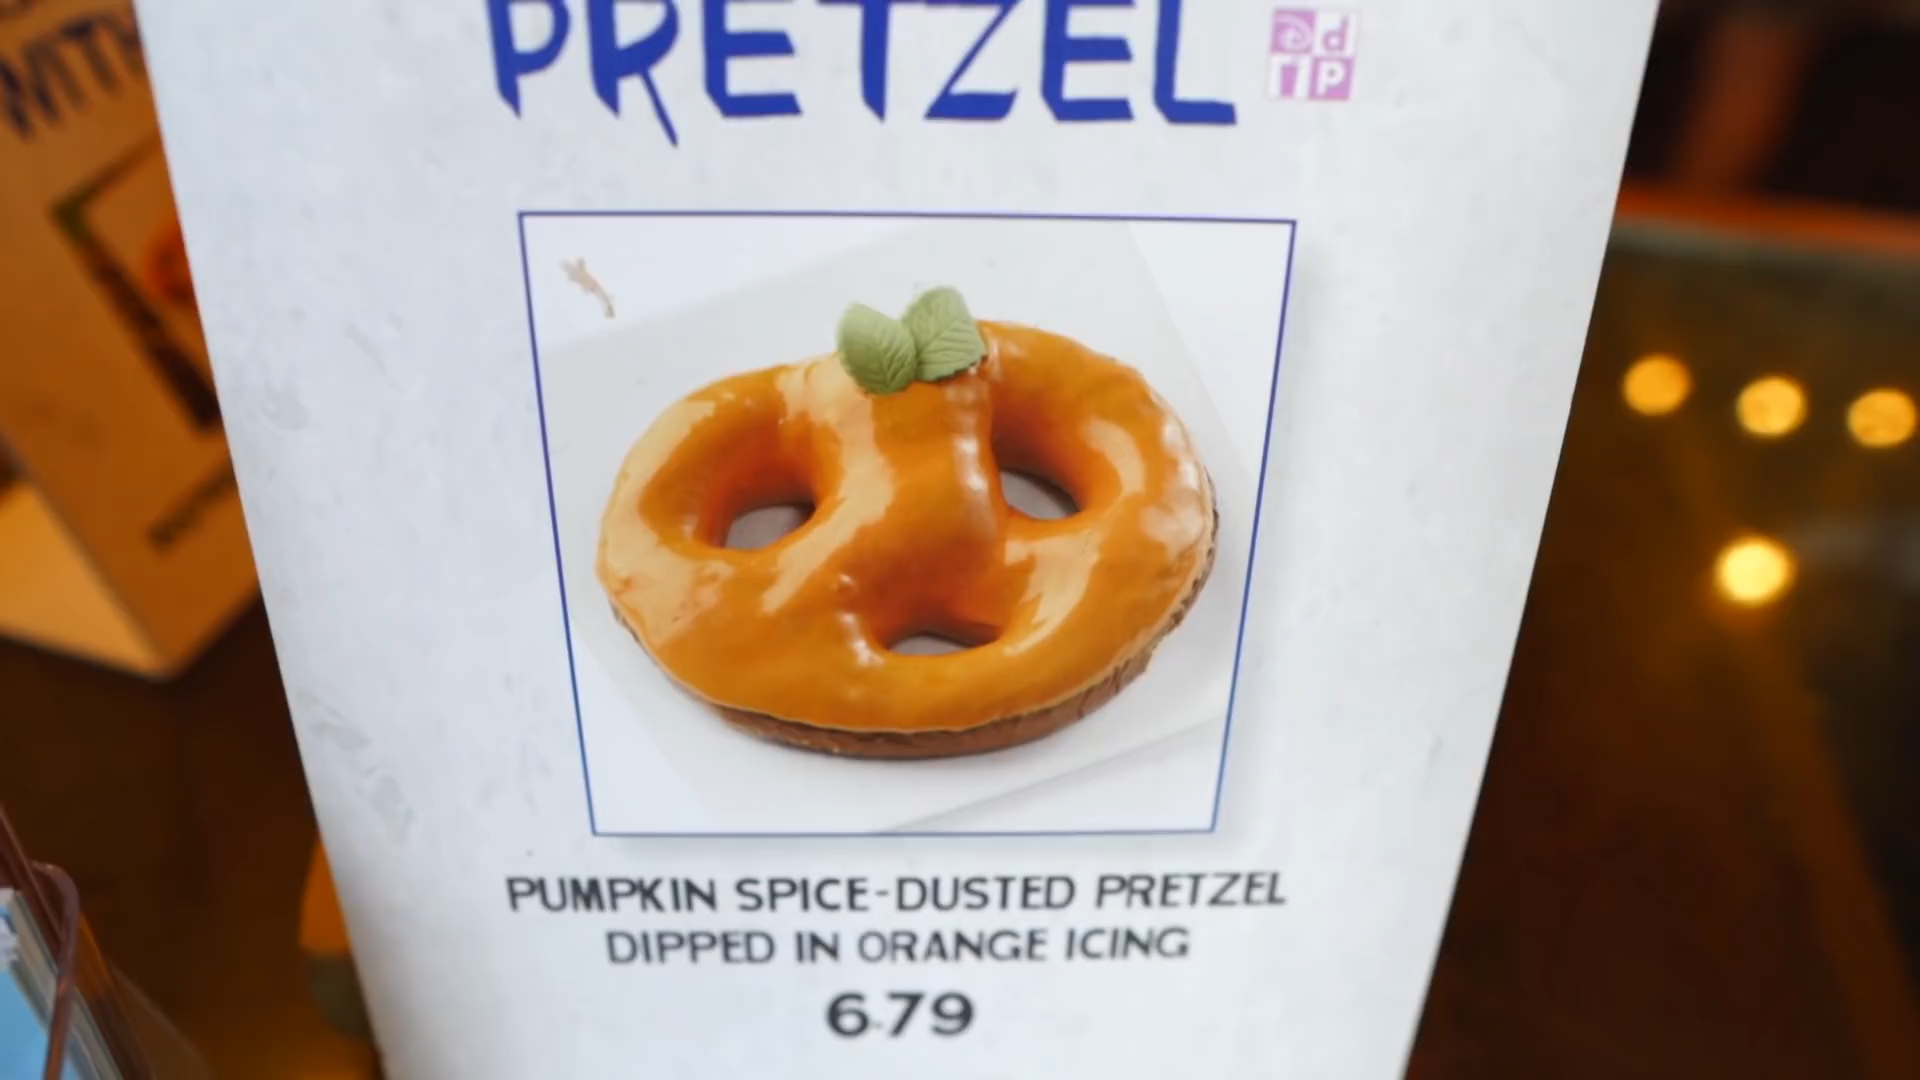 PRETZEL
d
P
PUMPKIN SPICE-DUSTED PRETZEL
DIPPED IN ORANGE ICING
6.79